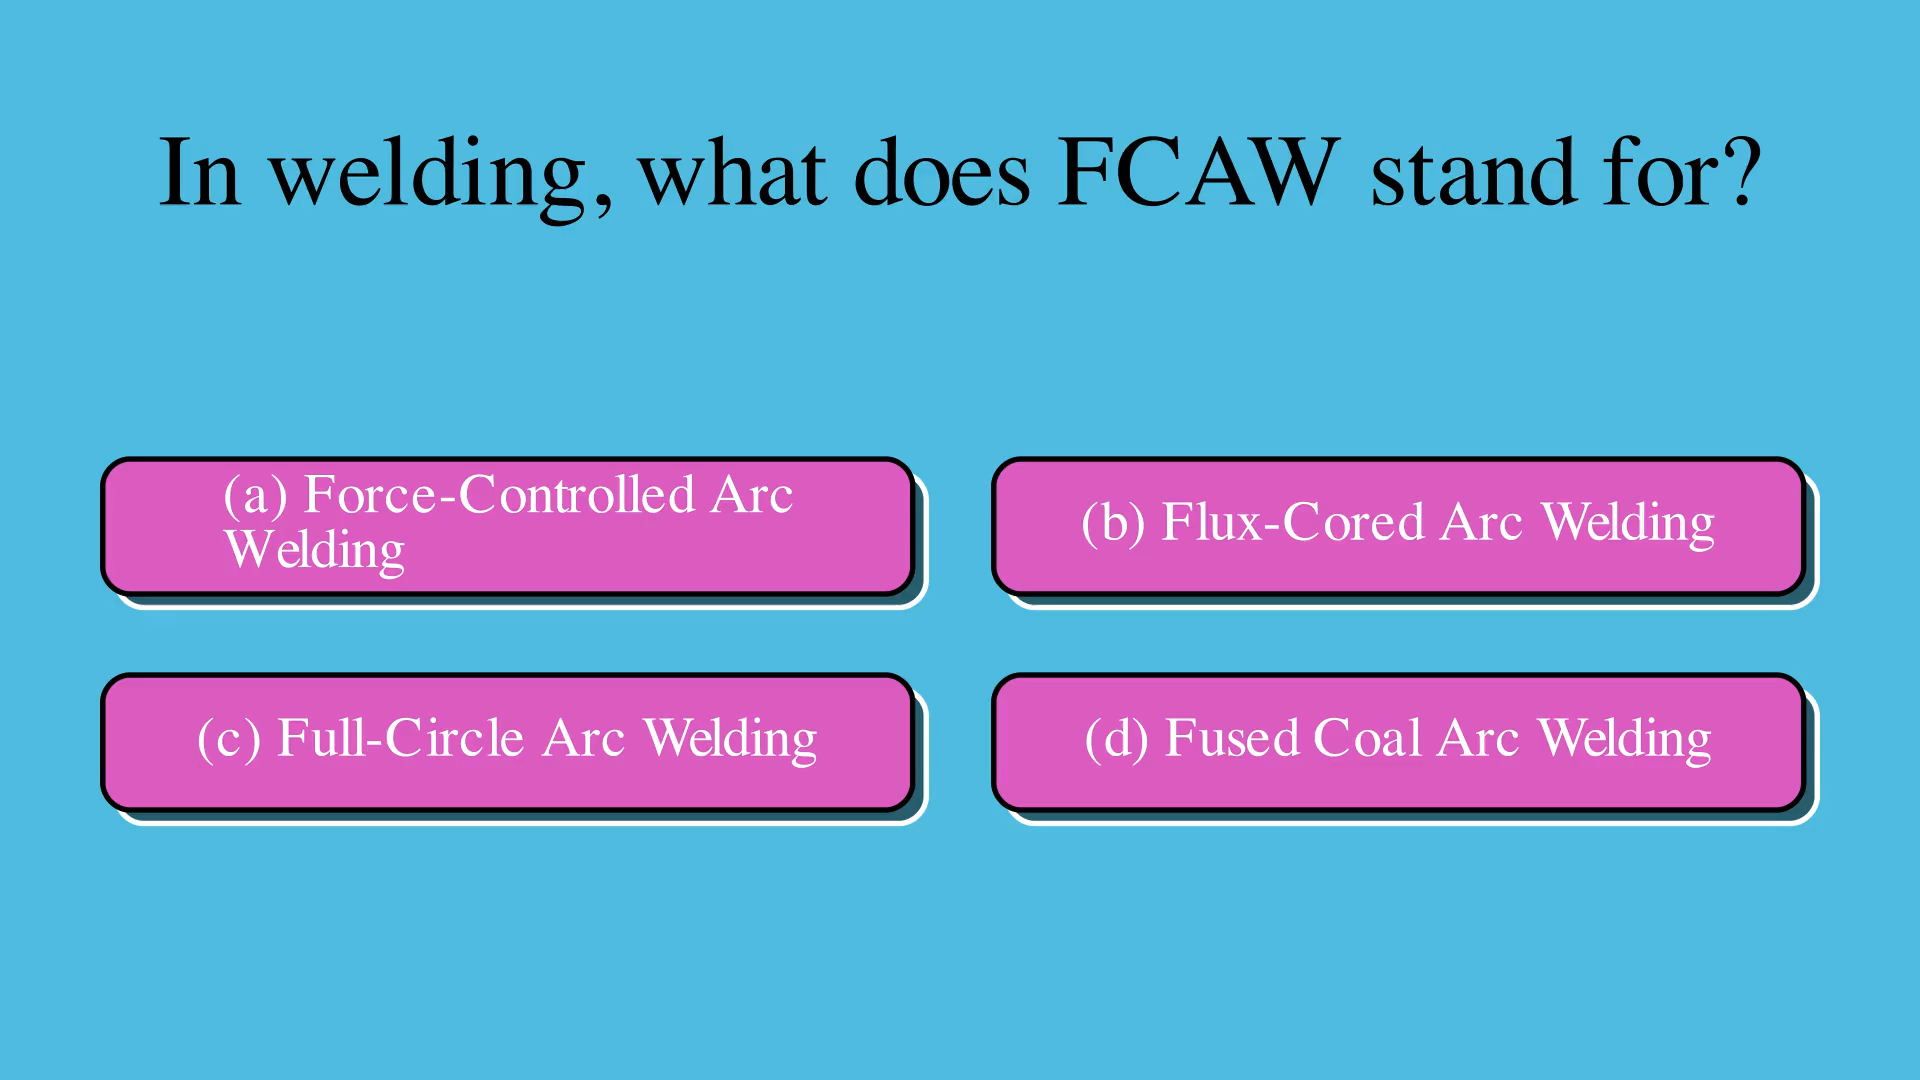 In welding, what does FCAW stand for?
(a) Force-Controlled Arc
Welding
(b) Flux-Cored Arc Welding
(c) Full-Circle Arc Welding
(d) Fused Coal Arc Welding